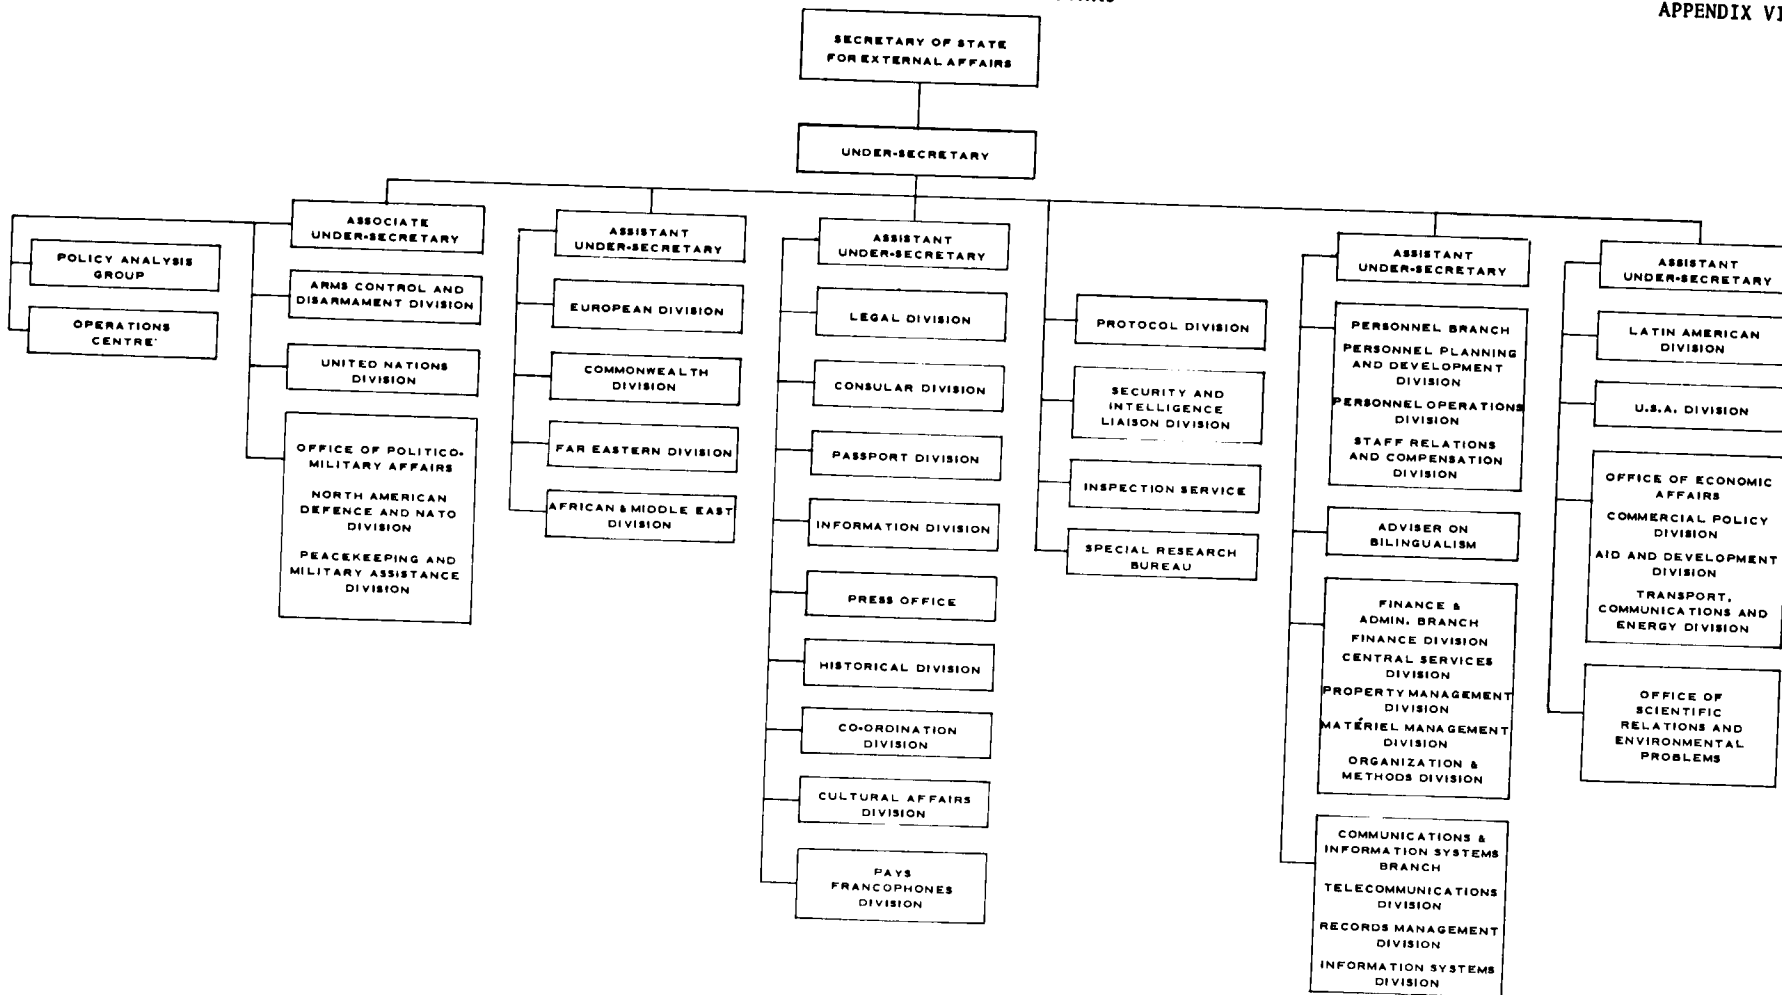 APPENDIX VI
SECRETARY OF STATE
FOR EXTERNAL AFFAIRS
UNDER-SECRETARY
ASSOCIATE
UNDER-SECRETARY
POLICY ANALYSIS
GROUP
OPERATIONS
CENTRE
ARMS CONTROL AND
DISARMAMENT DIVISION
UNITED NATIONS
DIVISION
OFFICE OF POLITICO-
MILITARY AFFAIRS
NORTH AMERICAN
DEFENCE AND NATO
DIVISION
PEACEKEEPING AND
MILITARY ASSISTANCE
DIVISION
ASSISTANT
UNDER-SECRETARY
EUROPEAN DIVISION
COMMONWEALTH
DIVISION
FAR EASTERN DIVISION
AFRICAN & MIDDLE EAST
DIVISION
ASSISTANT
UNDER-SECRETARY
LEGAL DIVISION
CONSULAR DIVISION
PASSPORT DIVISION
INFORMATION DIVISION
PRESS OFFICE
HISTORICAL DIVISION
CO-ORDINATION
DIVISION
CULTURAL AFFAIRS
DIVISION
PAYS
FRANCOPHONES
DIVISION
PROTOCOL DIVISION
SECURITY AND
INTELLIGENCE
LIAISON DIVISION
INSPECTION SERVICE
SPECIAL RESEARCH
BUREAU
ASSISTANT
UNDER-SECRETARY
PERSONNEL BRANCH
PERSONNEL PLANNING
AND DEVELOPMENT
DIVISION
PERSONNEL OPERATIONS
DIVISION
STAFF RELATIONS
AND COMPENSATION
DIVISION
ADVISER ON
BILINGUALISM
FINANCE &
ADMIN. BRANCH
FINANCE DIVISION
CENTRAL SERVICES
DIVISION
PROPERTY MANAGEMENT
DIVISION
MATÉRIEL MANAGEMENT
DIVISION
ORGANIZATION &
METHODS DIVISION
COMMUNICATIONS &
INFORMATION SYSTEMS
BRANCH
TELECOMMUNICATIONS
DIVISION
RECORDS MANAGEMENT
DIVISION
INFORMATION SYSTEMS
DIVISION
ASSISTANT
UNDER-SECRETARY
LATIN AMERICAN
DIVISION
U.S.A. DIVISION
OFFICE OF ECONOMIC
AFFAIRS
COMMERCIAL POLICY
DIVISION
AID AND DEVELOPMENT
DIVISION
TRANSPORT,
COMMUNICATIONS AND
ENERGY DIVISION
OFFICE OF
SCIENTIFIC
RELATIONS AND
ENVIRONMENTAL
PROBLEMS